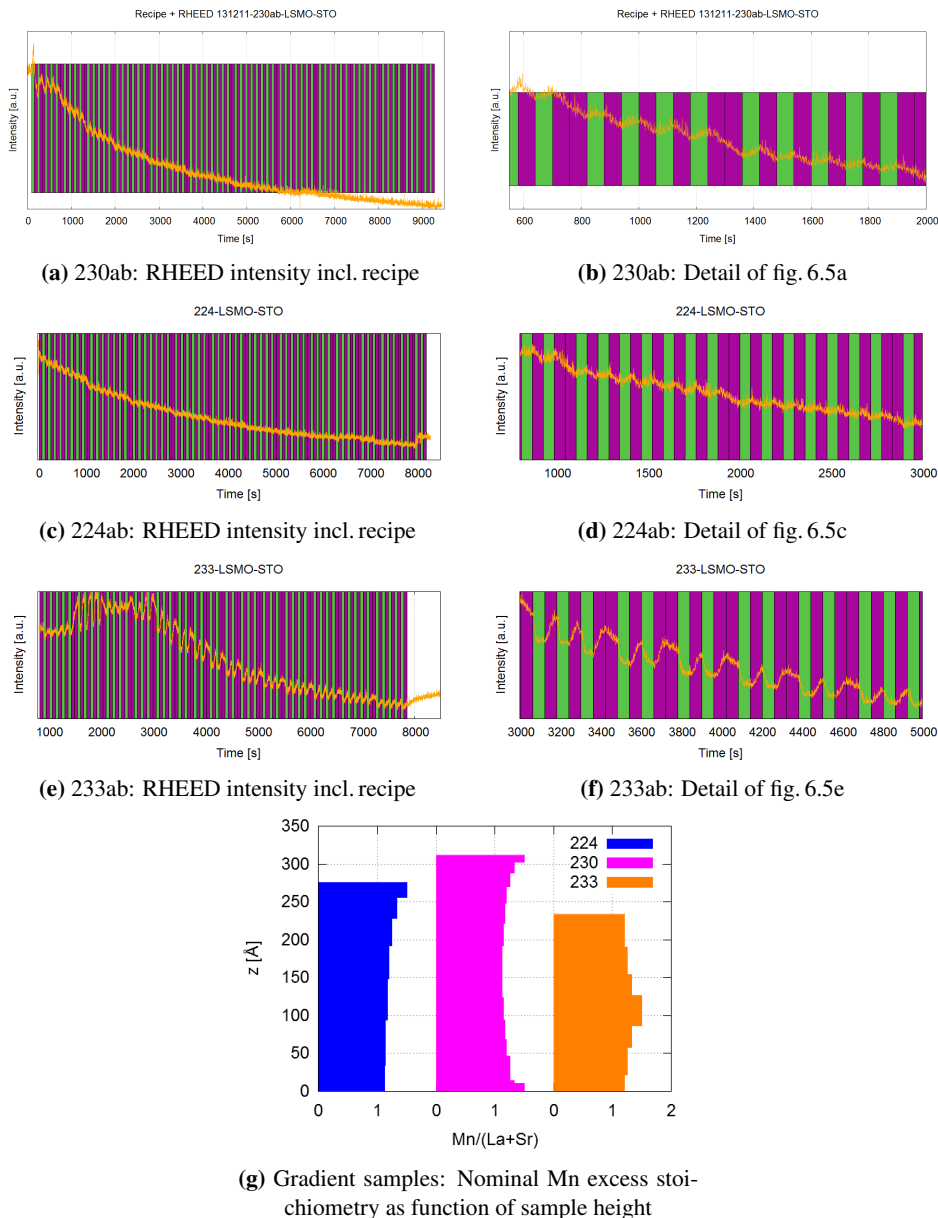 Recipe + RHEED 131211-230ab-LSMO-STO
Intensity [a.u.]
0 1000 2000 3000 4000 5000 6000 7000 8000 9000
Time [s]
(a) 230ab: RHEED intensity incl. recipe
Recipe + RHEED 131211-230ab-LSMO-STO
Intensity [a.u.]
600 800 1000 1200 1400 1600 1800 2000
Time [s]
(b) 230ab: Detail of fig. 6.5a
224-LSMO-STO
Intensity [a.u.]
0 1000 2000 3000 4000 5000 6000 7000 8000
Time [s]
(c) 224ab: RHEED intensity incl. recipe
224-LSMO-STO
Intensity [a.u.]
1000 1500 2000 2500 3000
Time [s]
(d) 224ab: Detail of fig. 6.5c
233-LSMO-STO
Intensity [a.u.]
1000 2000 3000 4000 5000 6000 7000 8000
Time [s]
(e) 233ab: RHEED intensity incl. recipe
233-LSMO-STO
Intensity [a.u.]
3000 3200 3400 3600 3800 4000 4200 4400 4600 4800 5000
Time [s]
(f) 233ab: Detail of fig. 6.5e
z [Å]
350
300
250
200
150
100
50
0
224
230
233
0 1 0 1 0 1 2
Mn/(La+Sr)
(g) Gradient samples: Nominal Mn excess stoi-
chiometry as function of sample height